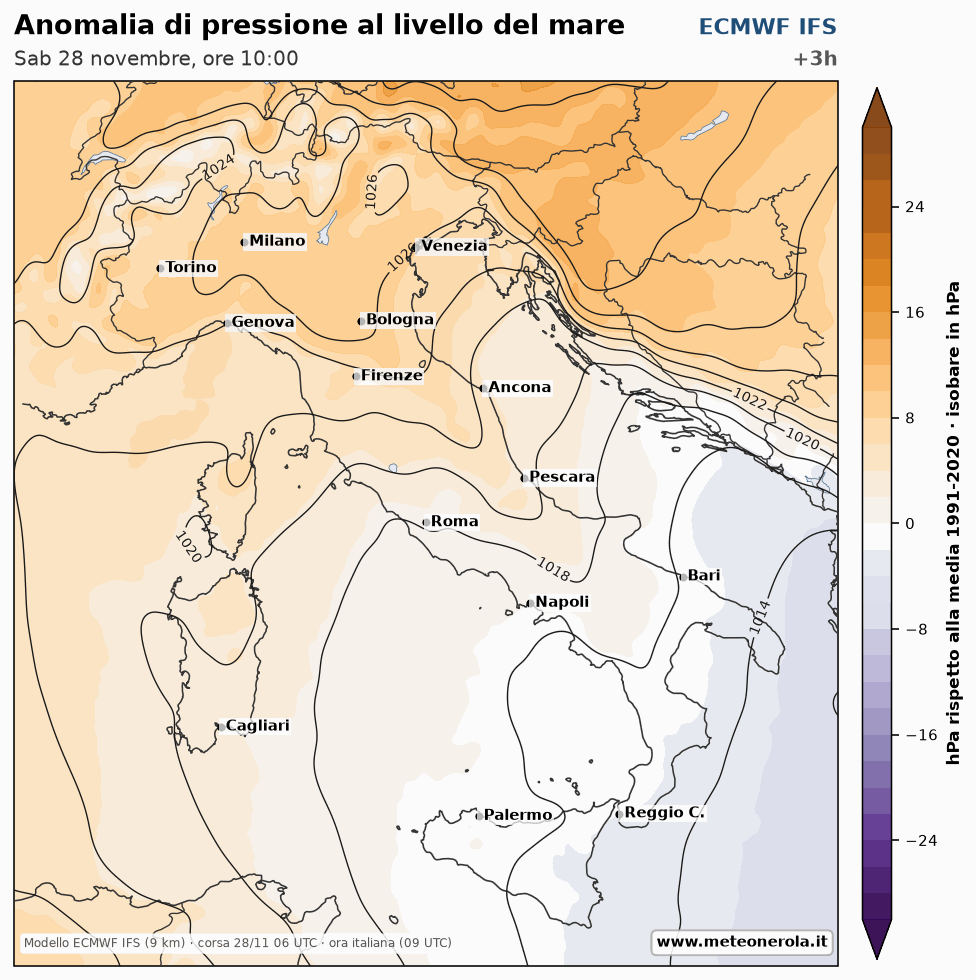 Anomalia di pressione al livello del mare
ECMWF IFS
Sab 28 novembre, ore 10:00
+3h
1024
1026
Milano
Venezia
Torino
Genova
Bologna
Firenze
Ancona
1022
1020
Pescara
Roma
1020
1018
Bari
Napoli
1014
Cagliari
Palermo
Reggio C.
24
16
8
0
−8
−16
−24
hPa rispetto alla media 1991-2020 · isobare in hPa
Modello ECMWF IFS (9 km) · corsa 28/11 06 UTC · ora italiana (09 UTC)
www.meteonerola.it